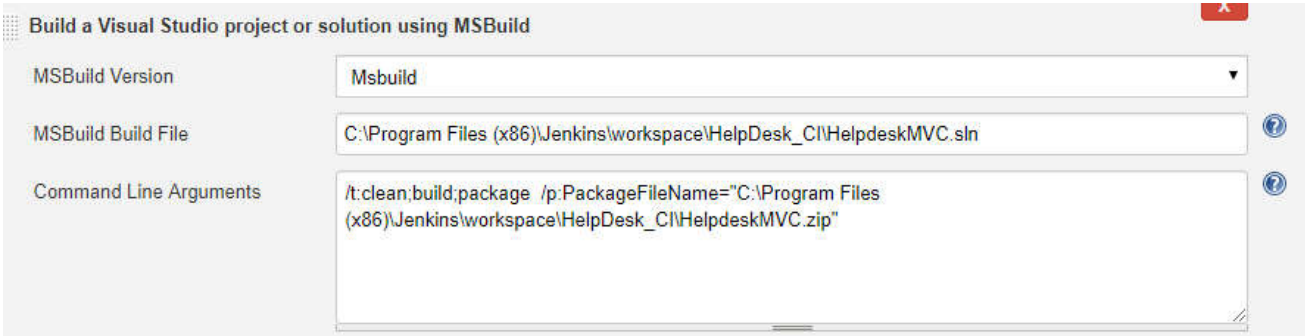 X
Build a Visual Studio project or solution using MSBuild
MSBuild Version
Msbuild
MSBuild Build File
C:\Program Files (x86)\Jenkins\workspace\HelpDesk_CI\HelpdeskMVC.sln
Command Line Arguments
/t:clean;build;package /p:PackageFileName="C:\Program Files
(x86)\Jenkins\workspace\HelpDesk_CI\HelpdeskMVC.zip"